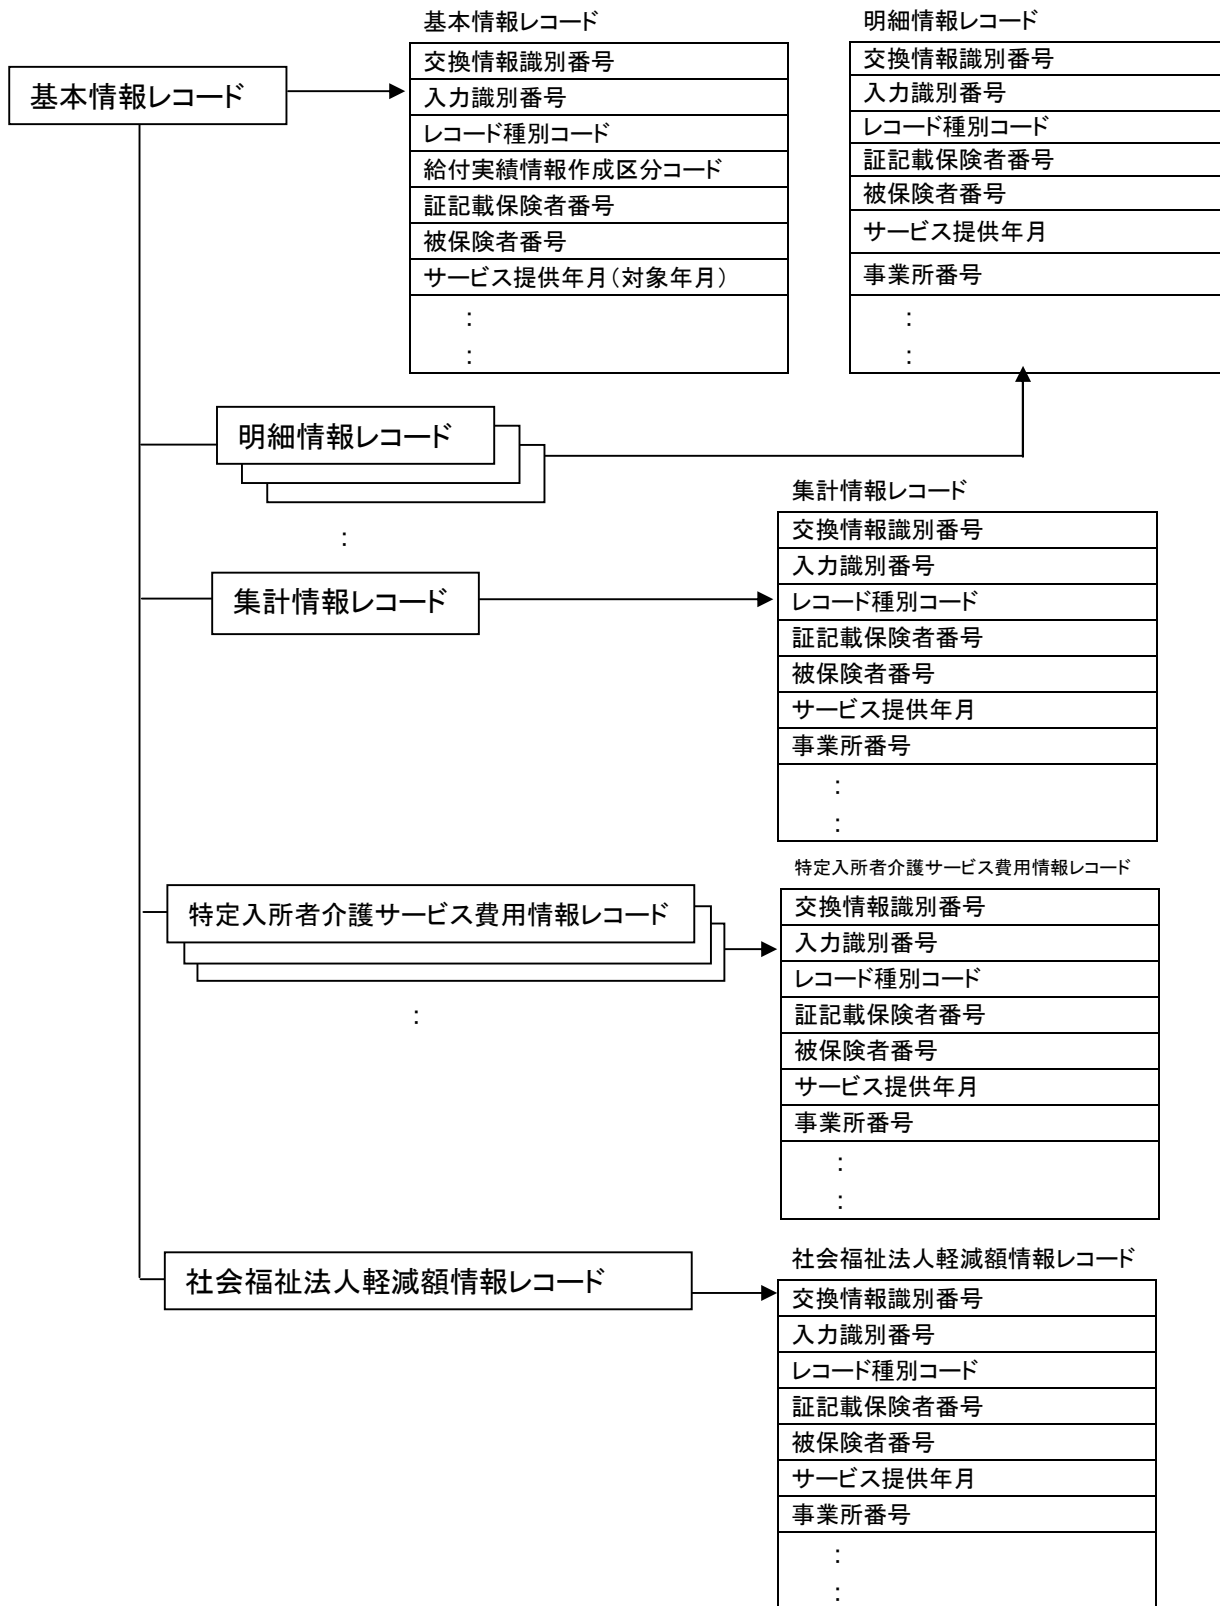 基本情報レコード
基本情報レコード
交換情報識別番号
入力識別番号
レコード種別コード
給付実績情報作成区分コード
証記載保険者番号
被保険者番号
サービス提供年月(対象年月)
:
:
明細情報レコード
交換情報識別番号
入力識別番号
レコード種別コード
証記載保険者番号
被保険者番号
サービス提供年月
事業所番号
:
:
明細情報レコード
:
集計情報レコード
集計情報レコード
交換情報識別番号
入力識別番号
レコード種別コード
証記載保険者番号
被保険者番号
サービス提供年月
事業所番号
:
:
特定入所者介護サービス費用情報レコード
:
特定入所者介護サービス費用情報レコード
交換情報識別番号
入力識別番号
レコード種別コード
証記載保険者番号
被保険者番号
サービス提供年月
事業所番号
:
:
社会福祉法人軽減額情報レコード
社会福祉法人軽減額情報レコード
交換情報識別番号
入力識別番号
レコード種別コード
証記載保険者番号
被保険者番号
サービス提供年月
事業所番号
:
: